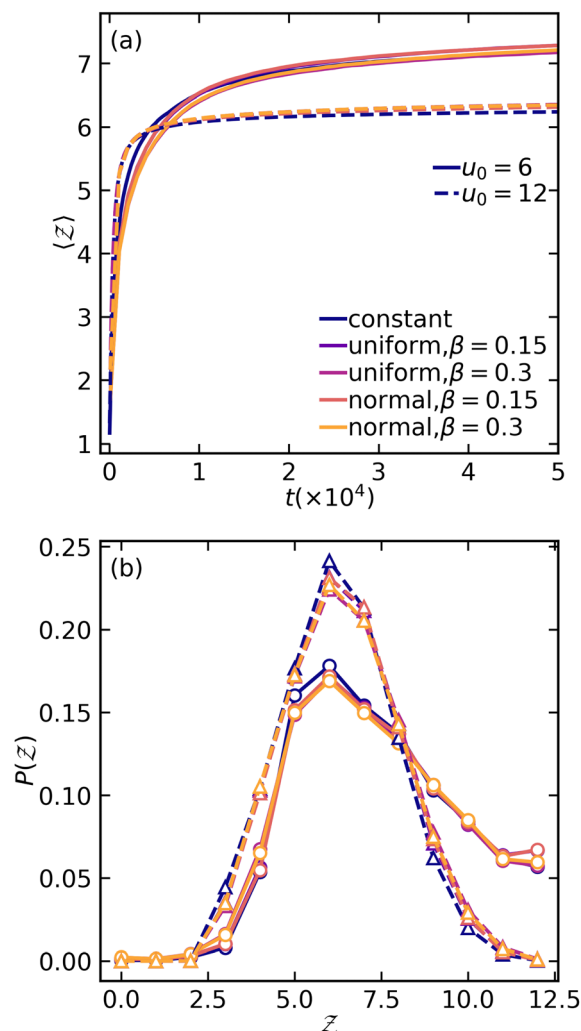 (a)
7
6
5
4
3
2
1
⟨𝒵⟩
u₀ = 6
u₀ = 12
constant
uniform,β = 0.15
uniform,β = 0.3
normal,β = 0.15
normal,β = 0.3
0 1 2 3 4 5
t(×10⁴)
(b)
0.25
0.20
0.15
0.10
0.05
0.00
P(𝒵)
0.0 2.5 5.0 7.5 10.0 12.5
𝒵